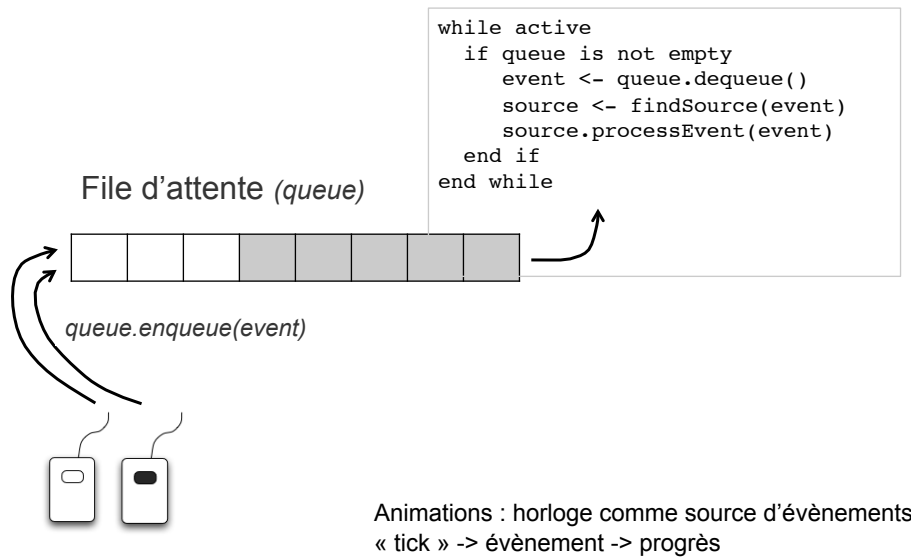 while active
  if queue is not empty
     event <- queue.dequeue()
     source <- findSource(event)
     source.processEvent(event)
  end if
end while
File d’attente (queue)
queue.enqueue(event)
Animations : horloge comme source d’évènements
« tick » -> évènement -> progrès